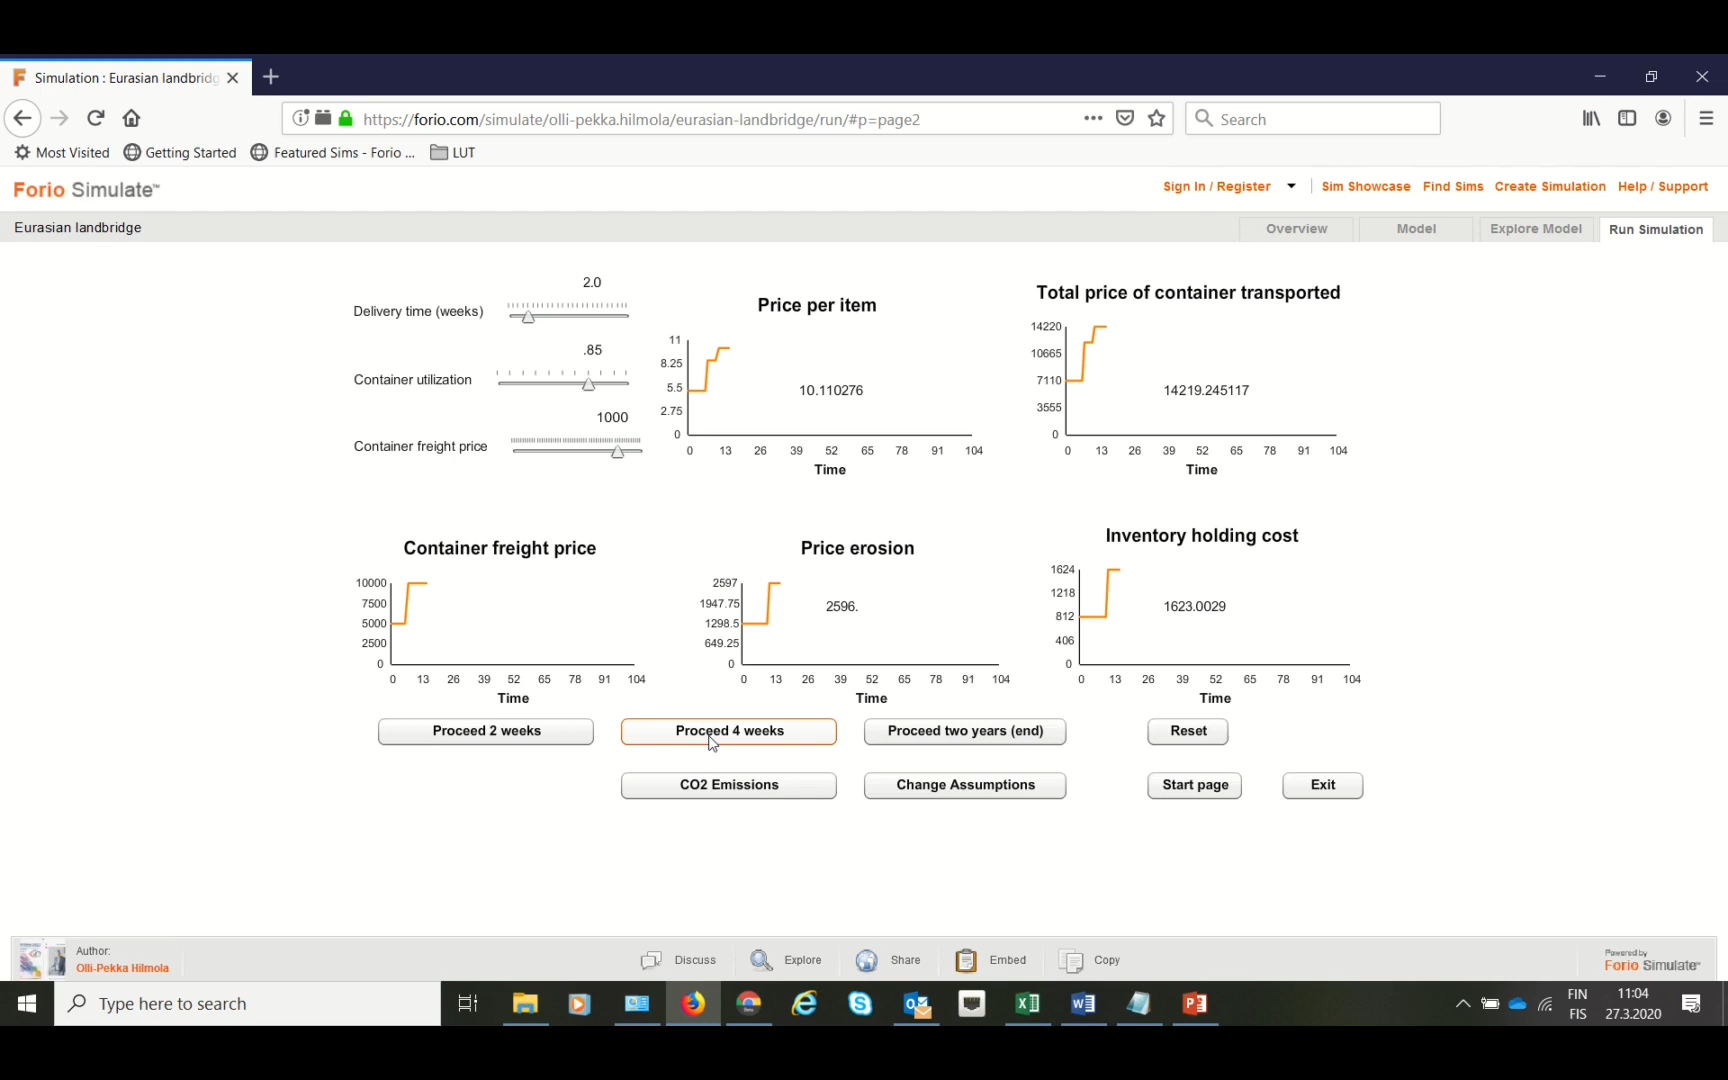 Simulation : Eurasian landbridg
https://forio.com/simulate/olli-pekka.hilmola/eurasian-landbridge/run/#p=page2
Search
Most Visited
Getting Started
Featured Sims - Forio ...
LUT
Forio Simulate™
Sign In / Register
Sim Showcase
Find Sims
Create Simulation
Help / Support
Eurasian landbridge
Overview
Model
Explore Model
Run Simulation
2.0
Delivery time (weeks)
.85
Container utilization
1000
Container freight price
Price per item
11
8.25
5.5
2.75
0
10.110276
0 13 26 39 52 65 78 91 104
Time
Total price of container transported
14220
10665
7110
3555
0
14219.245117
0 13 26 39 52 65 78 91 104
Time
Container freight price
10000
7500
5000
2500
0
0 13 26 39 52 65 78 91 104
Time
Price erosion
2597
1947.75
1298.5
649.25
0
2596.
0 13 26 39 52 65 78 91 104
Time
Inventory holding cost
1624
1218
812
406
0
1623.0029
0 13 26 39 52 65 78 91 104
Time
Proceed 2 weeks
Proceed 4 weeks
Proceed two years (end)
Reset
CO2 Emissions
Change Assumptions
Start page
Exit
Author:
Olli-Pekka Hilmola
Discuss
Explore
Share
Embed
Copy
Powered by
Forio Simulate™
Type here to search
FIN
FIS
11:04
27.3.2020